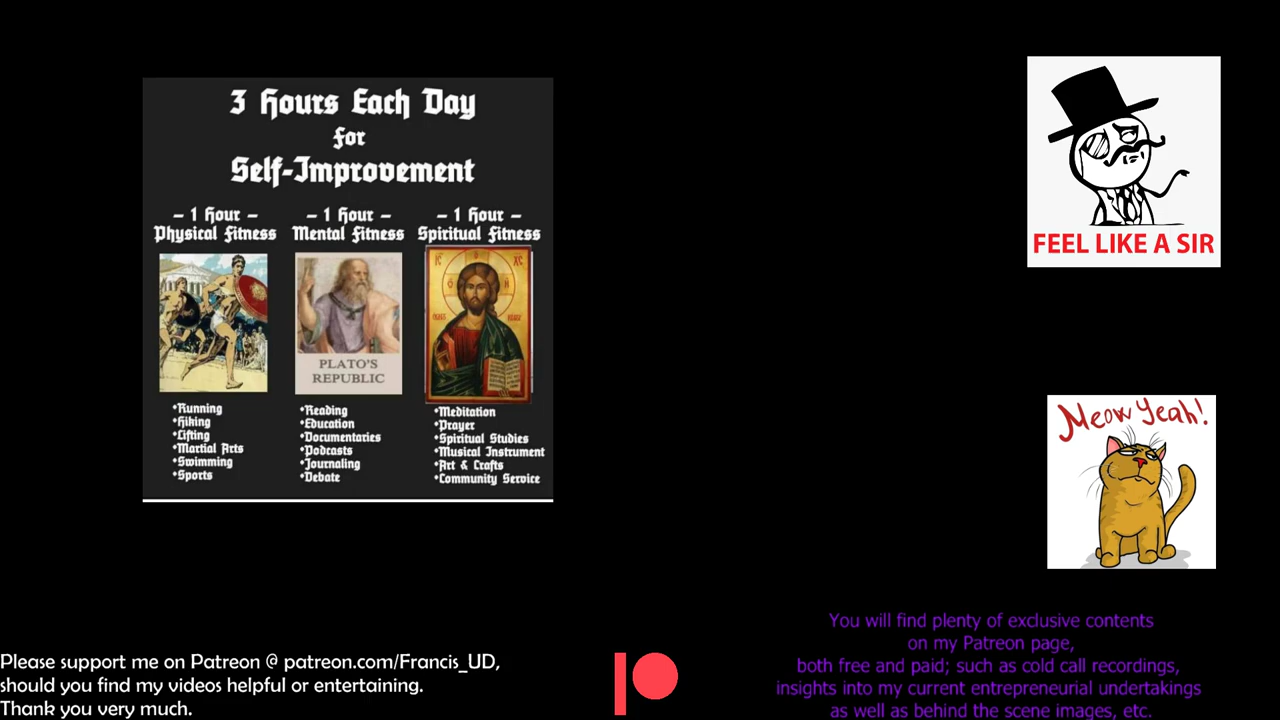 3 Hours Each Day
for
Self-Improvement
– 1 Hour –
Physical Fitness
– 1 Hour –
Mental Fitness
– 1 Hour –
Spiritual Fitness
PLATO'S
REPUBLIC
•Running
•Hiking
•Lifting
•Martial Arts
•Swimming
•Sports
•Reading
•Education
•Documentaries
•Podcasts
•Journaling
•Debate
•Meditation
•Prayer
•Spiritual Studies
•Musical Instrument
•Art & Crafts
•Community Service
FEEL LIKE A SIR
Meow Yeah!
Please support me on Patreon @ patreon.com/Francis_UD,
should you find my videos helpful or entertaining.
Thank you very much.
You will find plenty of exclusive contents
on my Patreon page,
both free and paid; such as cold call recordings,
insights into my current entrepreneurial undertakings
as well as behind the scene images, etc.